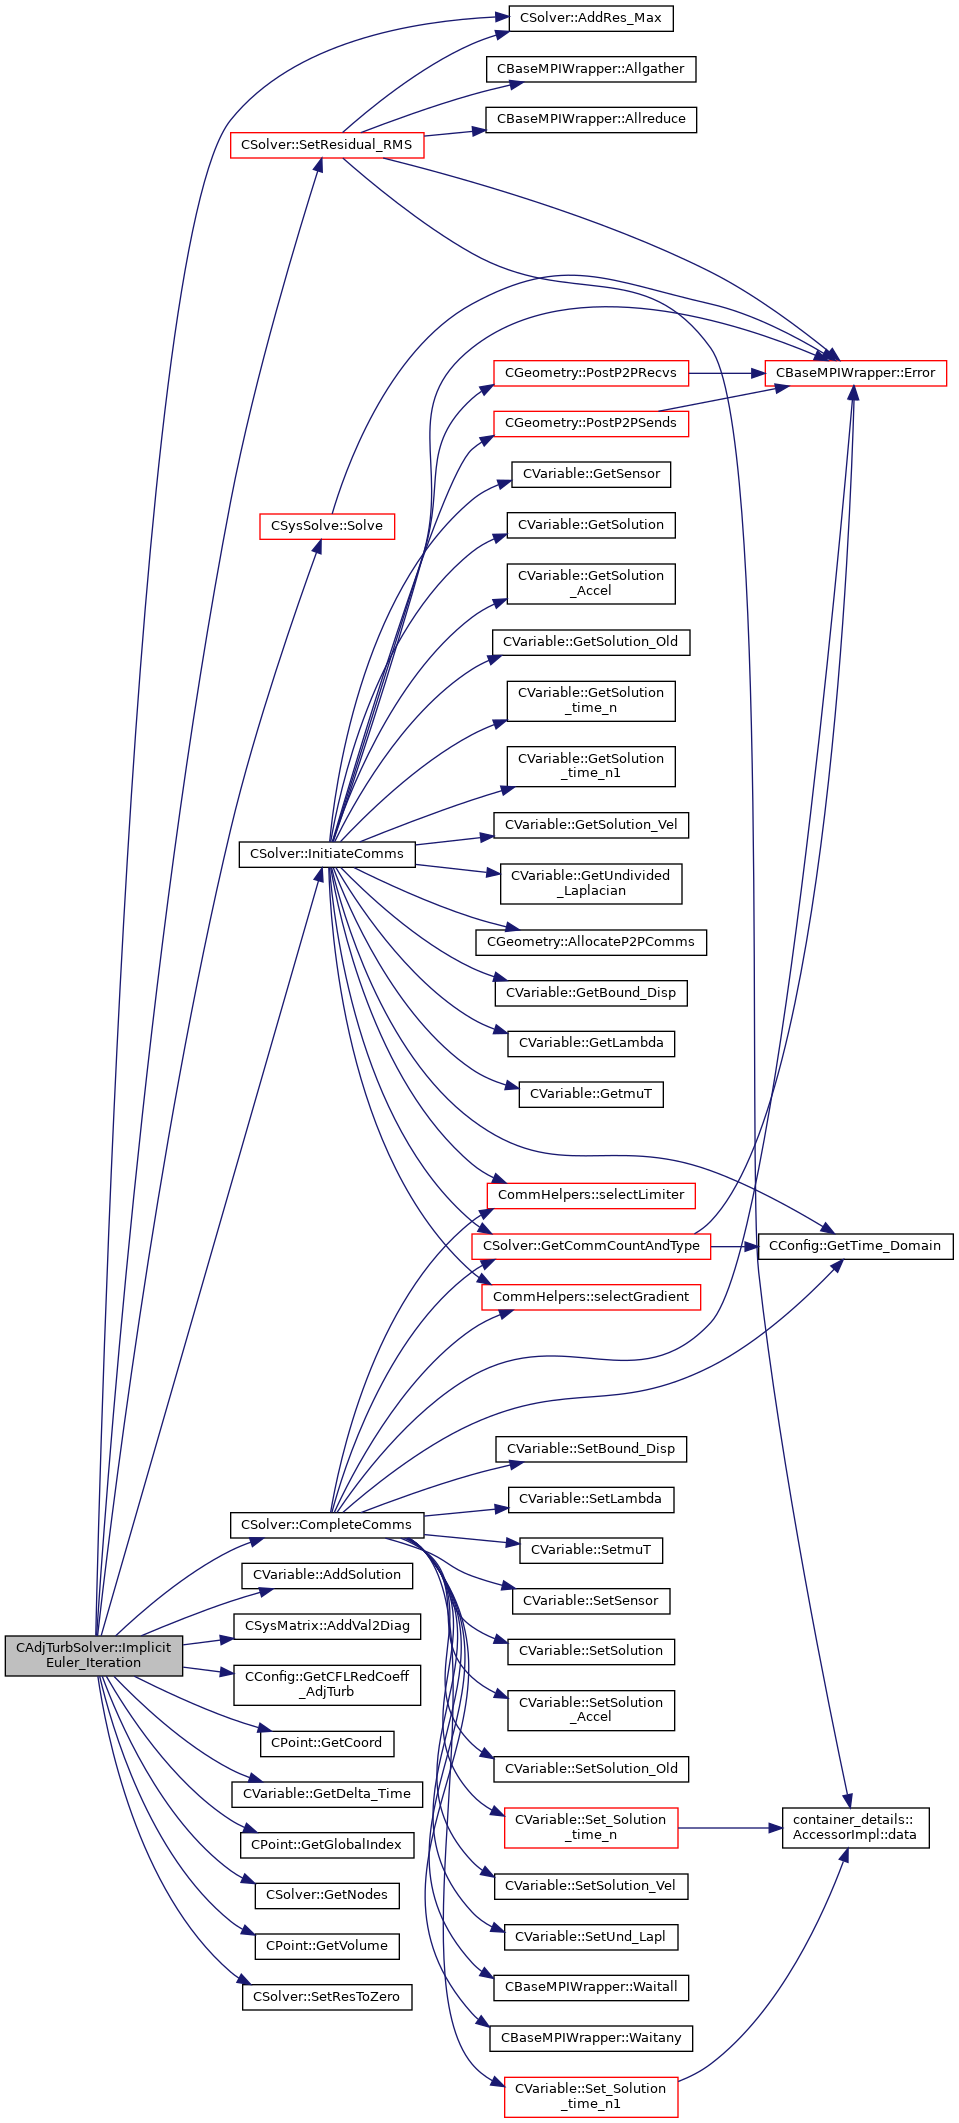 CSolver::AddRes_Max
CBaseMPIWrapper::Allgather
CBaseMPIWrapper::Allreduce
CSolver::SetResidual_RMS
CGeometry::PostP2PRecvs
CBaseMPIWrapper::Error
CGeometry::PostP2PSends
CVariable::GetSensor
CSysSolve::Solve
CVariable::GetSolution
CVariable::GetSolution
_Accel
CVariable::GetSolution_Old
CVariable::GetSolution
_time_n
CVariable::GetSolution
_time_n1
CVariable::GetSolution_Vel
CSolver::InitiateComms
CVariable::GetUndivided
_Laplacian
CGeometry::AllocateP2PComms
CVariable::GetBound_Disp
CVariable::GetLambda
CVariable::GetmuT
CommHelpers::selectLimiter
CSolver::GetCommCountAndType
CConfig::GetTime_Domain
CommHelpers::selectGradient
CVariable::SetBound_Disp
CVariable::SetLambda
CSolver::CompleteComms
CVariable::SetmuT
CVariable::AddSolution
CVariable::SetSensor
CSysMatrix::AddVal2Diag
CAdjTurbSolver::Implicit
Euler_Iteration
CVariable::SetSolution
CConfig::GetCFLRedCoeff
_AdjTurb
CVariable::SetSolution
_Accel
CPoint::GetCoord
CVariable::SetSolution_Old
CVariable::GetDelta_Time
CVariable::Set_Solution
_time_n
container_details::
AccessorImpl::data
CPoint::GetGlobalIndex
CVariable::SetSolution_Vel
CSolver::GetNodes
CVariable::SetUnd_Lapl
CPoint::GetVolume
CBaseMPIWrapper::Waitall
CSolver::SetResToZero
CBaseMPIWrapper::Waitany
CVariable::Set_Solution
_time_n1